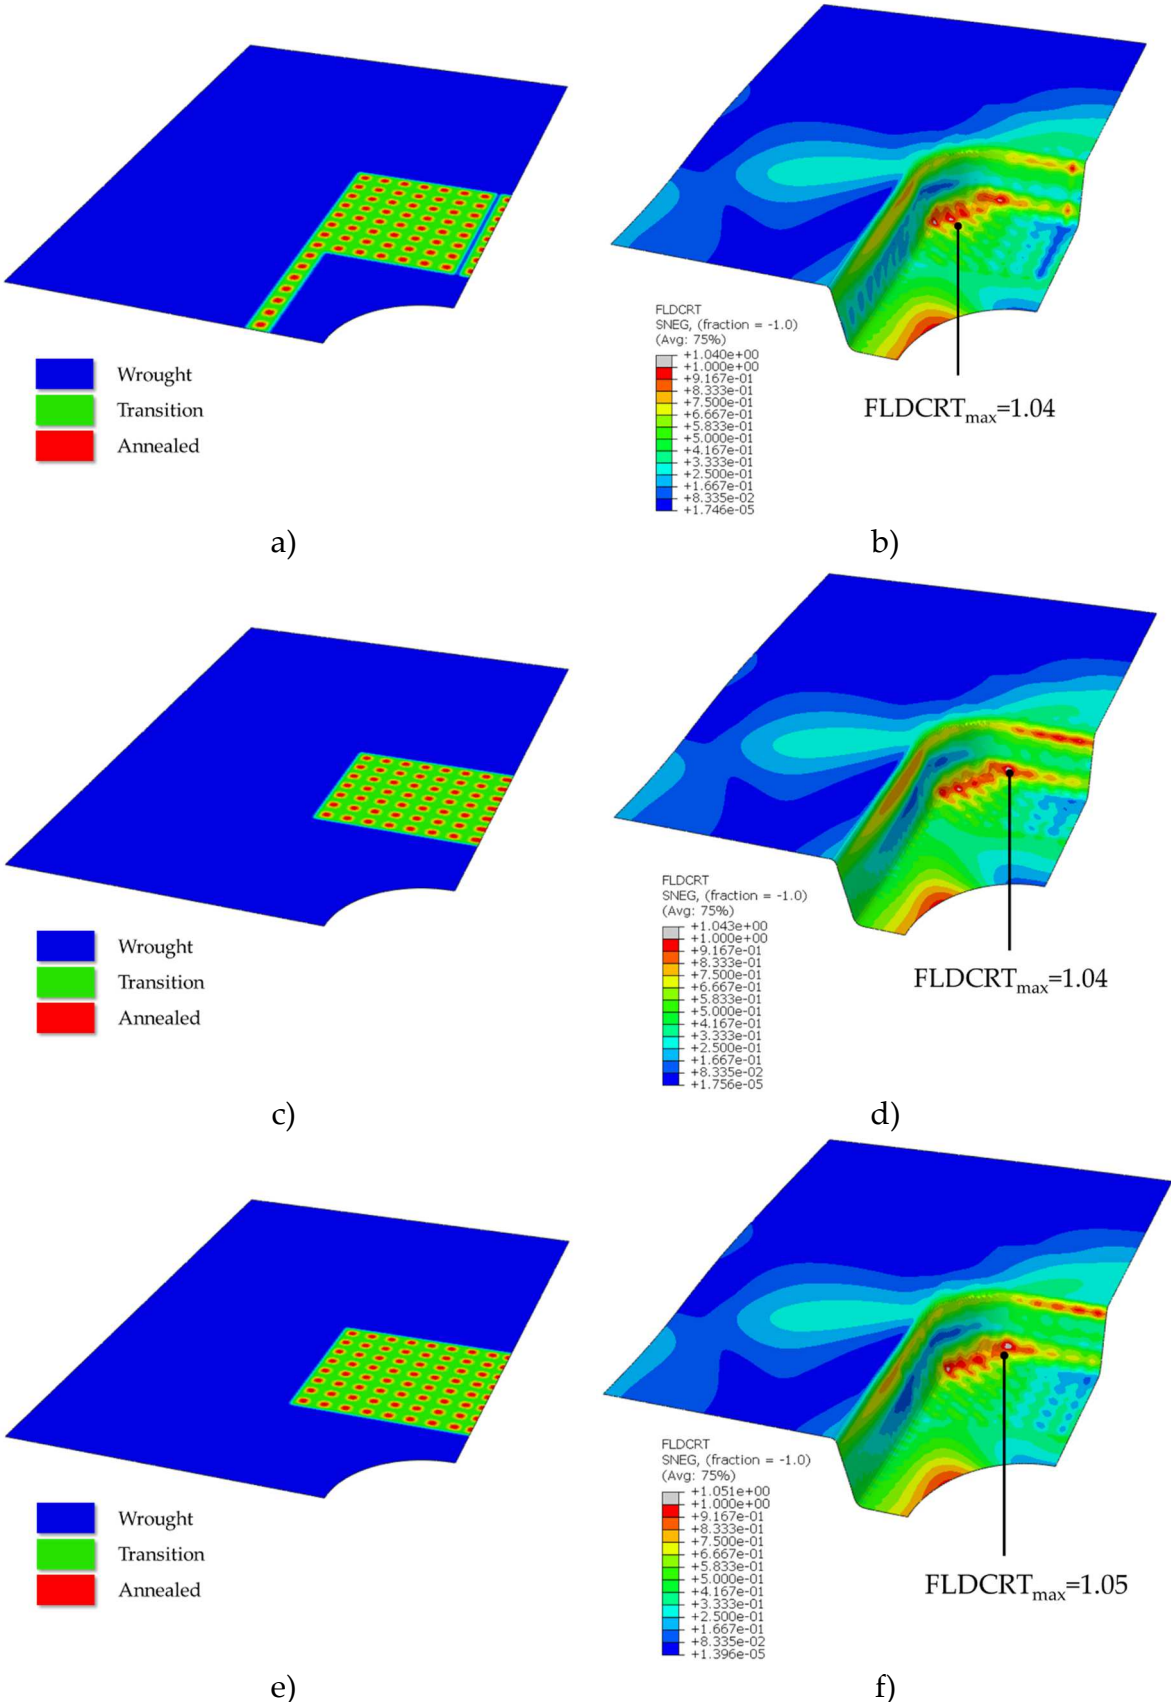 Wrought
Transition
Annealed
a)
FLDCRT
SNEG, (fraction = -1.0)
(Avg: 75%)
+1.040e+00
+1.000e+00
+9.167e-01
+8.333e-01
+7.500e-01
+6.667e-01
+5.833e-01
+5.000e-01
+4.167e-01
+3.333e-01
+2.500e-01
+1.667e-01
+8.335e-02
+1.746e-05
FLDCRTmax=1.04
b)
Wrought
Transition
Annealed
c)
FLDCRT
SNEG, (fraction = -1.0)
(Avg: 75%)
+1.043e+00
+1.000e+00
+9.167e-01
+8.333e-01
+7.500e-01
+6.667e-01
+5.833e-01
+5.000e-01
+4.167e-01
+3.333e-01
+2.500e-01
+1.667e-01
+8.335e-02
+1.756e-05
FLDCRTmax=1.04
d)
Wrought
Transition
Annealed
e)
FLDCRT
SNEG, (fraction = -1.0)
(Avg: 75%)
+1.051e+00
+1.000e+00
+9.167e-01
+8.333e-01
+7.500e-01
+6.667e-01
+5.833e-01
+5.000e-01
+4.167e-01
+3.333e-01
+2.500e-01
+1.667e-01
+8.335e-02
+1.396e-05
FLDCRTmax=1.05
f)